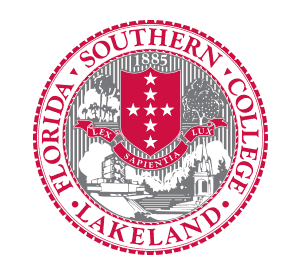 FLORIDA · SOUTHERN · COLLEGE
· LAKELAND ·
1885
LEX SAPIENTIA LUX